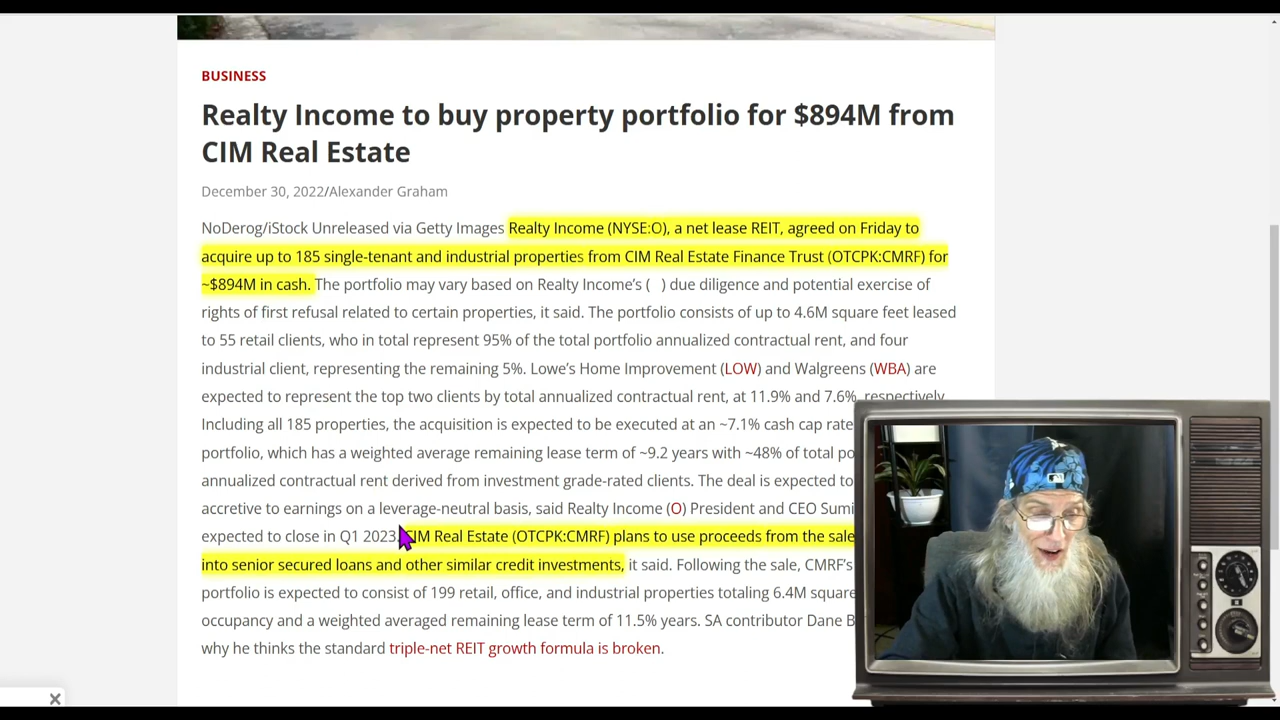 BUSINESS
Realty Income to buy property portfolio for $894M from
CIM Real Estate
December 30, 2022/Alexander Graham
NoDerog/iStock Unreleased via Getty Images Realty Income (NYSE:O), a net lease REIT, agreed on Friday to
acquire up to 185 single-tenant and industrial properties from CIM Real Estate Finance Trust (OTCPK:CMRF) for
~$894M in cash. The portfolio may vary based on Realty Income's ( ) due diligence and potential exercise of
rights of first refusal related to certain properties, it said. The portfolio consists of up to 4.6M square feet leased
to 55 retail clients, who in total represent 95% of the total portfolio annualized contractual rent, and four
industrial client, representing the remaining 5%. Lowe's Home Improvement (LOW) and Walgreens (WBA) are
expected to represent the top two clients by total annualized contractual rent, at 11.9% and 7.6%, respectively.
Including all 185 properties, the acquisition is expected to be executed at an ~7.1% cash cap rate
portfolio, which has a weighted average remaining lease term of ~9.2 years with ~48% of total po
annualized contractual rent derived from investment grade-rated clients. The deal is expected to
accretive to earnings on a leverage-neutral basis, said Realty Income (O) President and CEO Sumi
expected to close in Q1 2023. CIM Real Estate (OTCPK:CMRF) plans to use proceeds from the sale
into senior secured loans and other similar credit investments, it said. Following the sale, CMRF's
portfolio is expected to consist of 199 retail, office, and industrial properties totaling 6.4M square
occupancy and a weighted averaged remaining lease term of 11.5% years. SA contributor Dane B
why he thinks the standard triple-net REIT growth formula is broken.